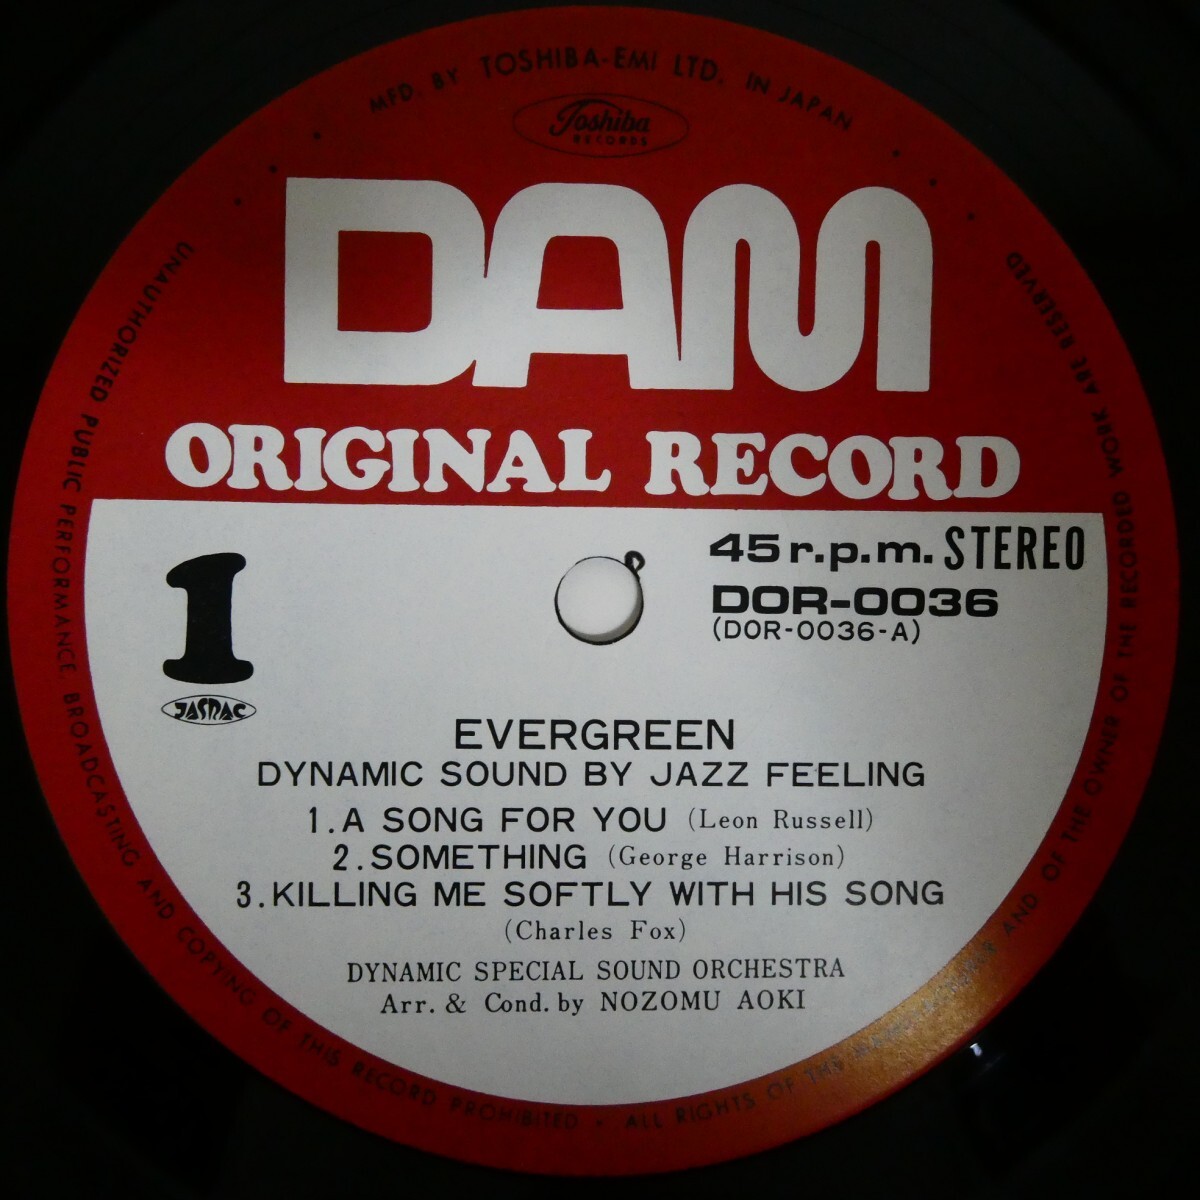 MFD. BY TOSHIBA-EMI LTD. IN JAPAN
Toshiba
RECORDS
DAM
ORIGINAL RECORD
1
JASRAC
45 r.p.m. STEREO
DOR-0036
(DOR-0036-A)
EVERGREEN
DYNAMIC SOUND BY JAZZ FEELING
1. A SONG FOR YOU (Leon Russell)
2. SOMETHING (George Harrison)
3. KILLING ME SOFTLY WITH HIS SONG
(Charles Fox)
DYNAMIC SPECIAL SOUND ORCHESTRA
Arr. & Cond. by NOZOMU AOKI
UNAUTHORIZED PUBLIC PERFORMANCE, BROADCASTING AND COPYING OF THIS RECORD PROHIBITED • ALL RIGHTS OF THE MANUFACTURER AND OF THE OWNER OF THE RECORDED WORK ARE RESERVED